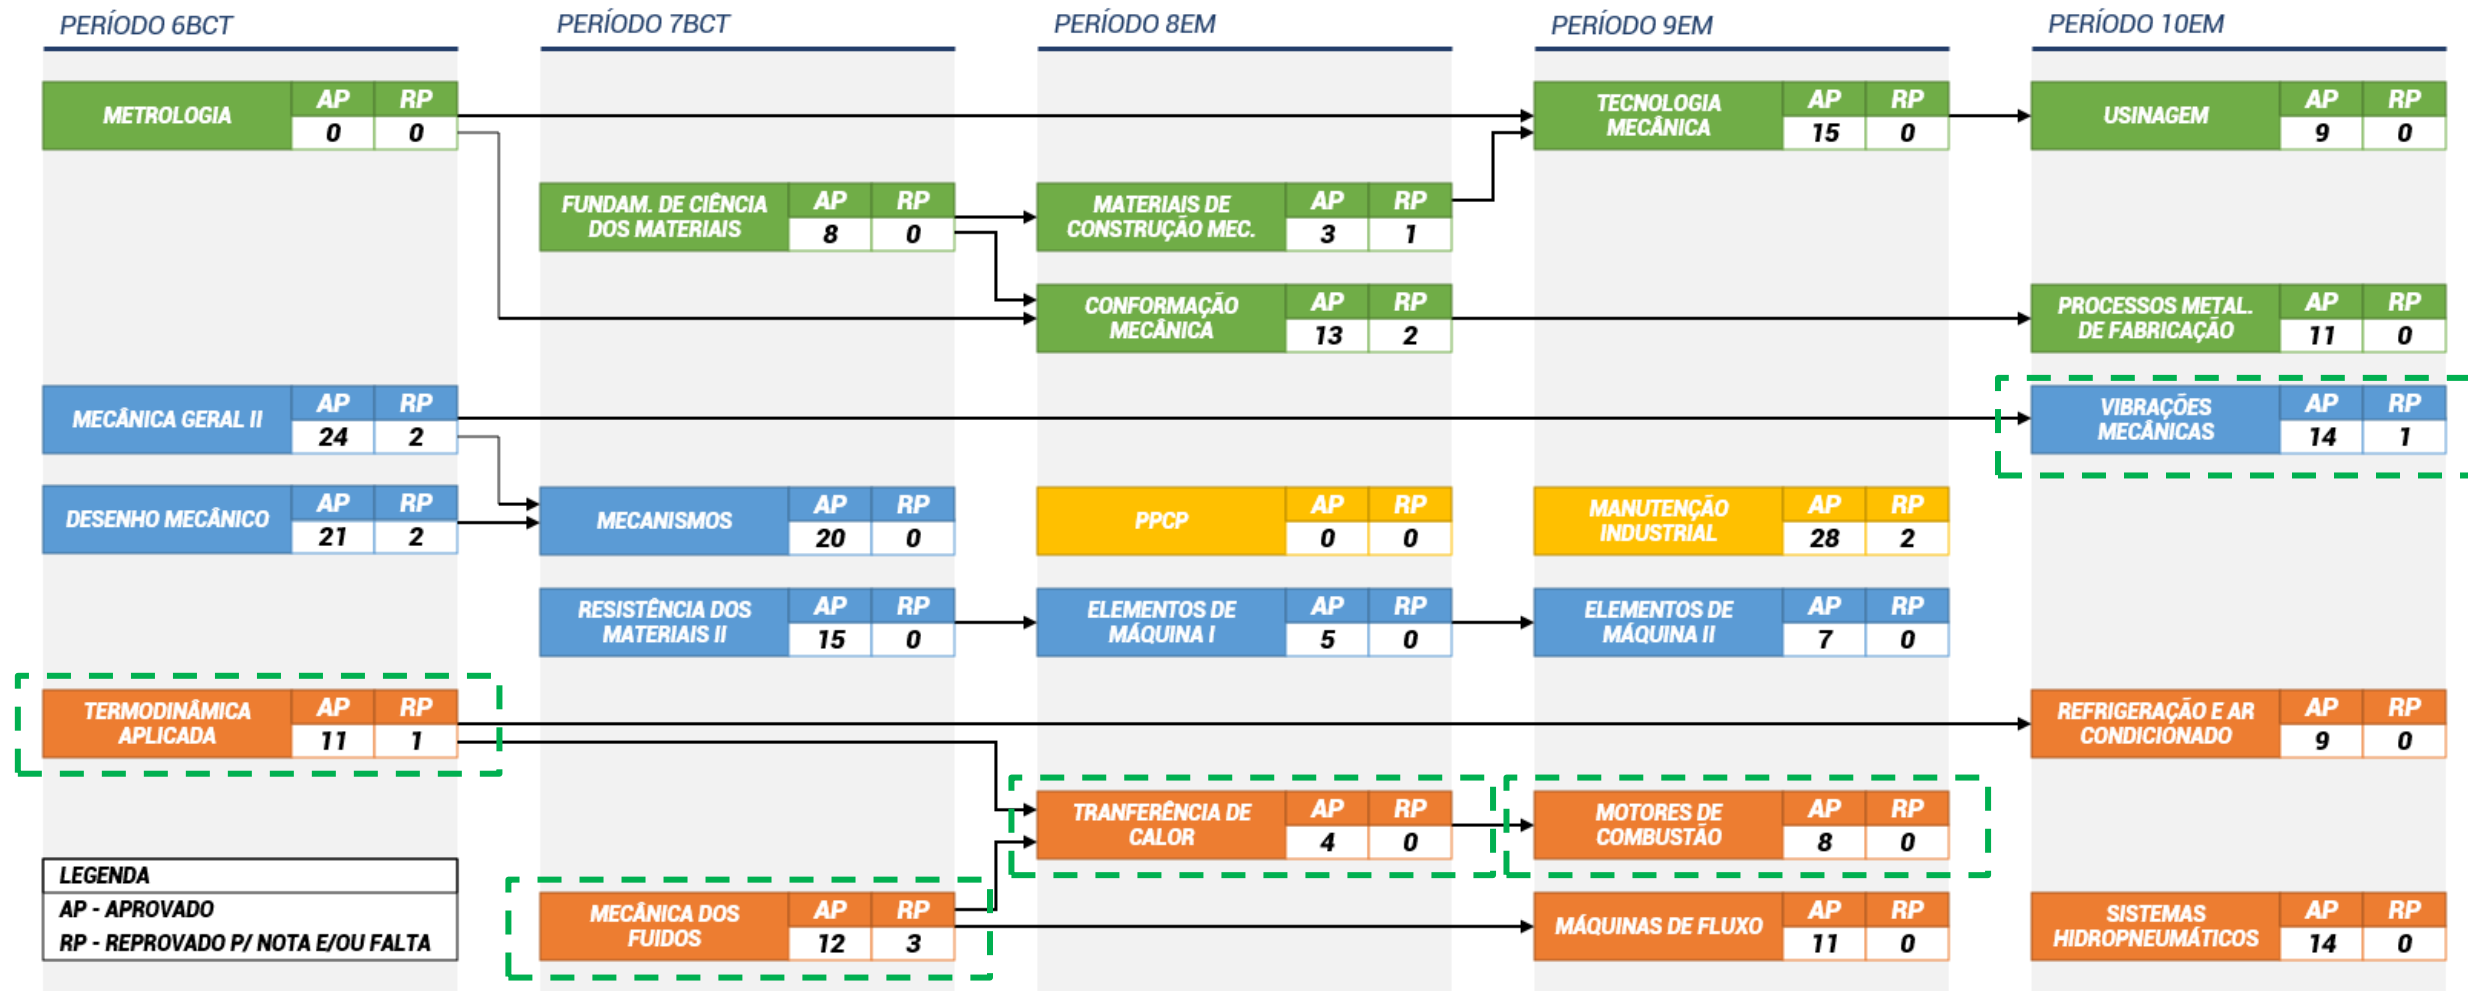 PERÍODO 6BCT
PERÍODO 7BCT
PERÍODO 8EM
PERÍODO 9EM
PERÍODO 10EM
METROLOGIA
AP RP
0 0
TECNOLOGIA
MECÂNICA
AP RP
15 0
USINAGEM
AP RP
9 0
FUNDAM. DE CIÊNCIA
DOS MATERIAIS
AP RP
8 0
MATERIAIS DE
CONSTRUÇÃO MEC.
AP RP
3 1
CONFORMAÇÃO
MECÂNICA
AP RP
13 2
PROCESSOS METAL.
DE FABRICAÇÃO
AP RP
11 0
MECÂNICA GERAL II
AP RP
24 2
VIBRAÇÕES
MECÂNICAS
AP RP
14 1
DESENHO MECÂNICO
AP RP
21 2
MECANISMOS
AP RP
20 0
PPCP
AP RP
0 0
MANUTENÇÃO
INDUSTRIAL
AP RP
28 2
RESISTÊNCIA DOS
MATERIAIS II
AP RP
15 0
ELEMENTOS DE
MÁQUINA I
AP RP
5 0
ELEMENTOS DE
MÁQUINA II
AP RP
7 0
TERMODINÂMICA
APLICADA
AP RP
11 1
REFRIGERAÇÃO E AR
CONDICIONADO
AP RP
9 0
TRANFERÊNCIA DE
CALOR
AP RP
4 0
MOTORES DE
COMBUSTÃO
AP RP
8 0
LEGENDA
AP - APROVADO
RP - REPROVADO P/ NOTA E/OU FALTA
MECÂNICA DOS
FUIDOS
AP RP
12 3
MÁQUINAS DE FLUXO
AP RP
11 0
SISTEMAS
HIDROPNEUMÁTICOS
AP RP
14 0